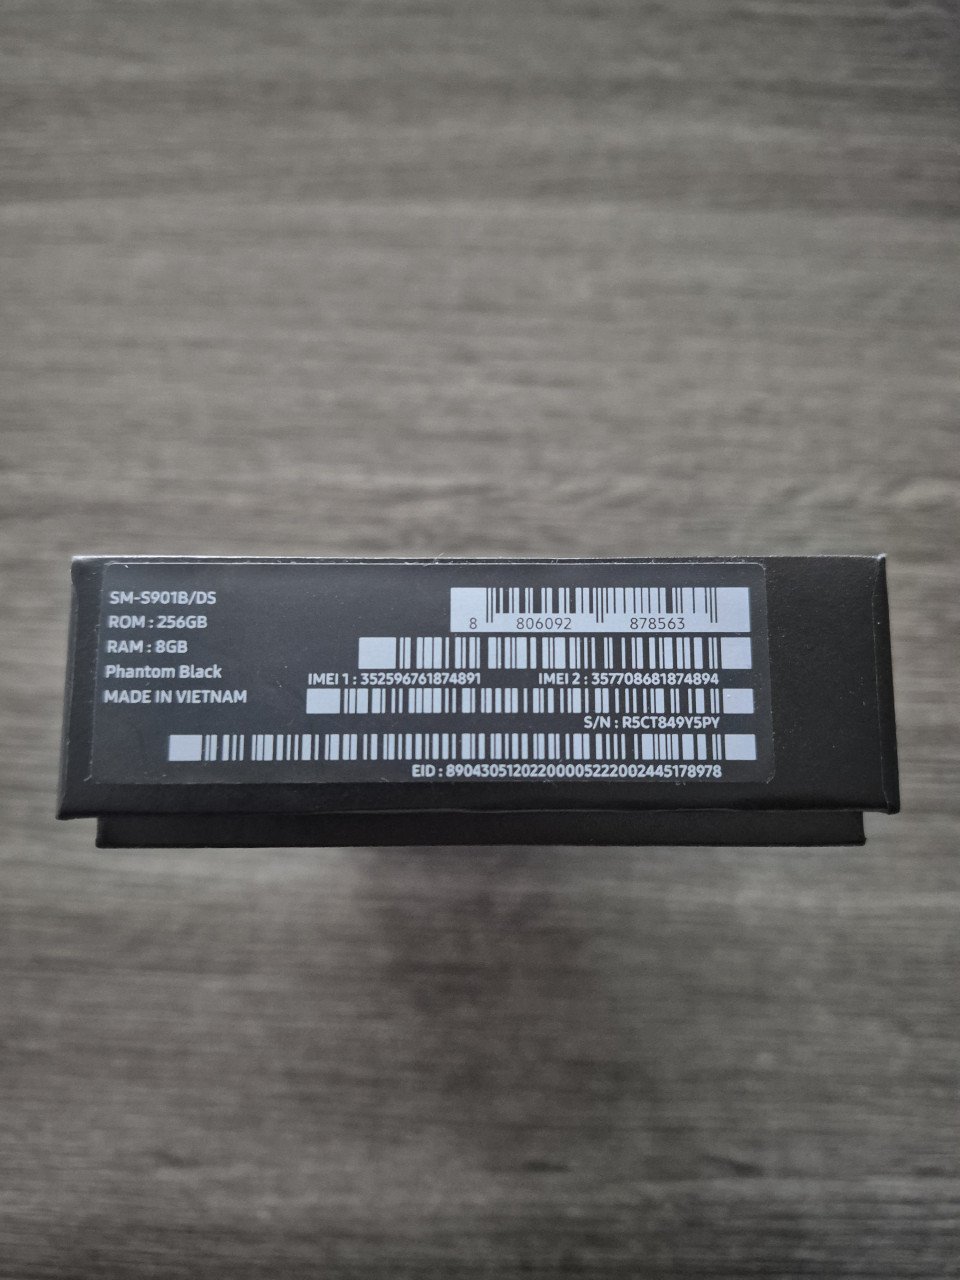 SM-S901B/DS
ROM : 256GB
RAM : 8GB
Phantom Black
MADE IN VIETNAM
8 806092 878563
IMEI 1 : 352596761874891 IMEI 2 : 357708681874894
S/N : R5CT849Y5PY
EID : 89043051202200005222002445178978